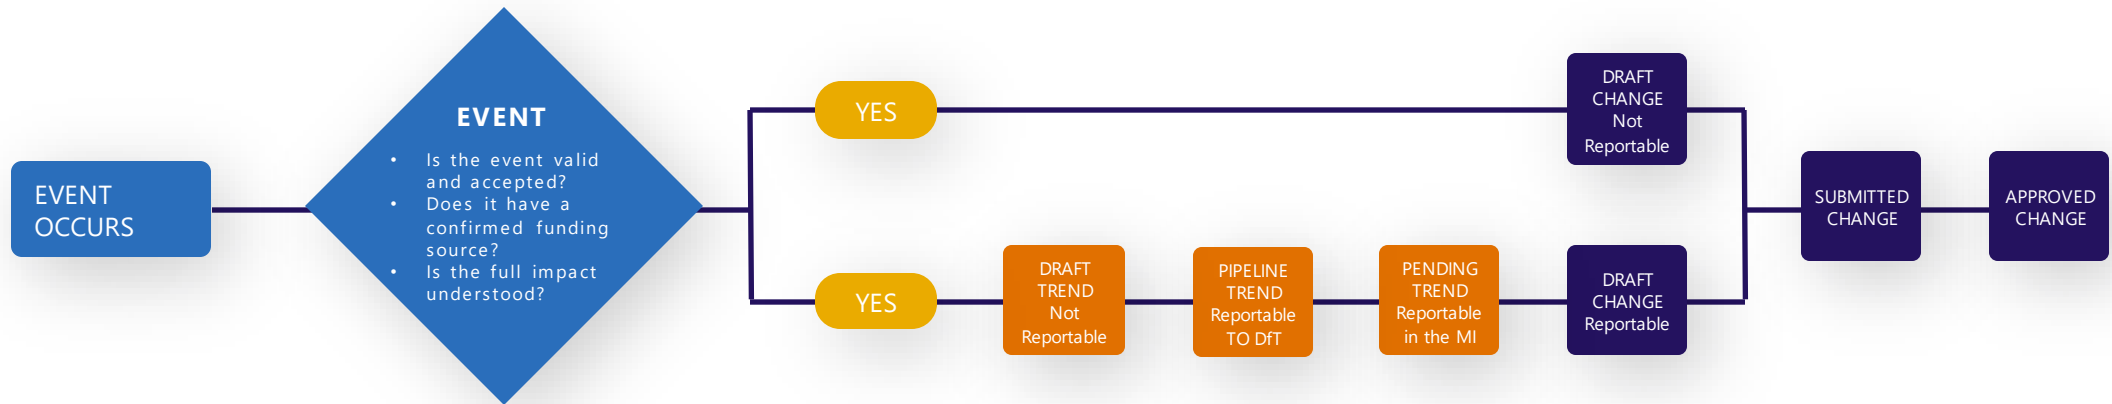 EVENT
OCCURS
EVENT
• Is the event valid
and accepted?
• Does it have a
confirmed funding
source?
• Is the full impact
understood?
YES
DRAFT
CHANGE
Not
Reportable
YES
DRAFT
TREND
Not
Reportable
PIPELINE
TREND
Reportable
TO DfT
PENDING
TREND
Reportable
in the MI
DRAFT
CHANGE
Reportable
SUBMITTED
CHANGE
APPROVED
CHANGE